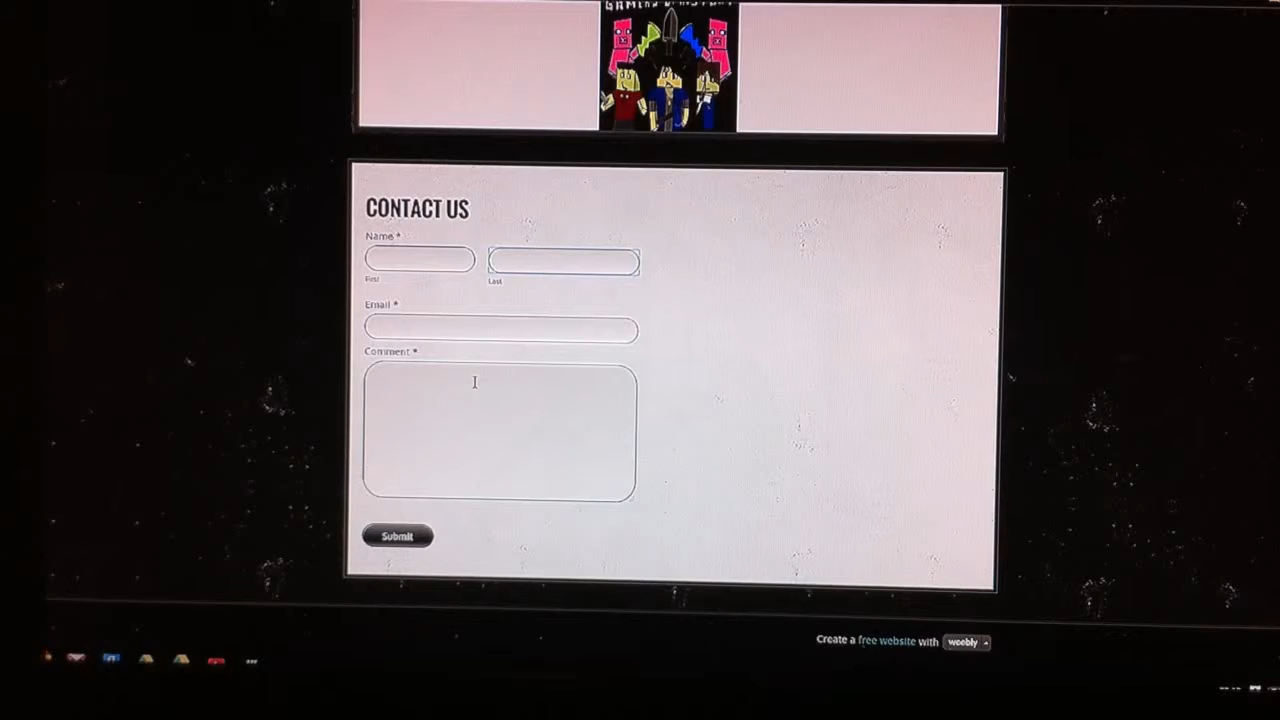 CONTACT US
Name *
First
Last
Email *
Comment *
Submit
Create a free website with weebly